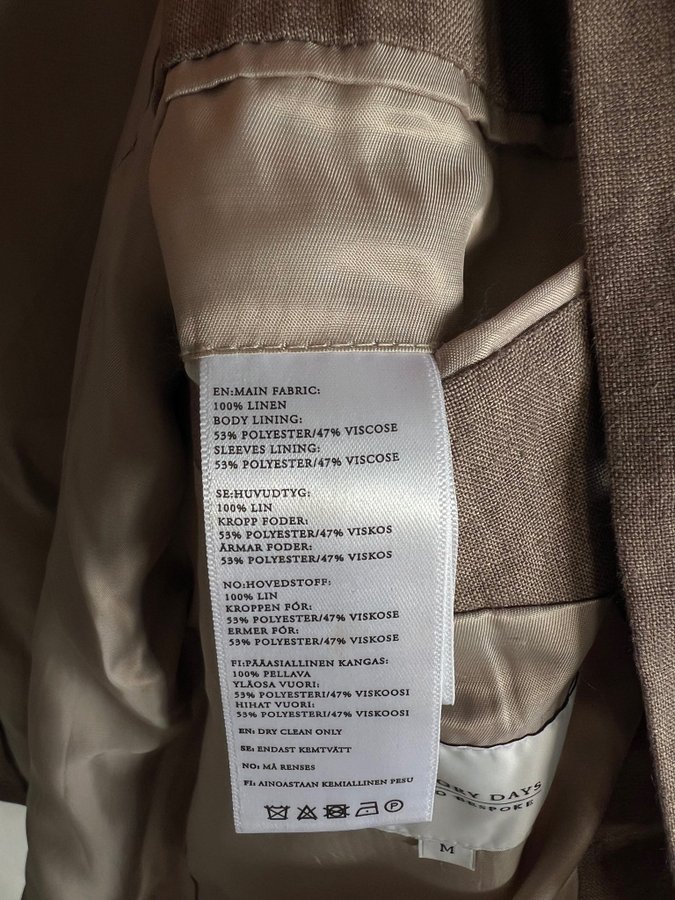 EN:MAIN FABRIC:
100% LINEN
BODY LINING:
53% POLYESTER/47% VISCOSE
SLEEVES LINING:
53% POLYESTER/47% VISCOSE
SE:HUVUDTYG:
100% LIN
KROPP FODER:
53% POLYESTER/47% VISKOS
ÄRMAR FODER:
53% POLYESTER/47% VISKOS
NO:HOVEDSTOFF:
100% LIN
KROPPEN FÓR:
53% POLYESTER/47% VISKOSE
ERMER FÓR:
53% POLYESTER/47% VISKOSE
FI:PÄÄASIALLINEN KANGAS:
100% PELLAVA
YLÄOSA VUORI:
53% POLYESTERI/47% VISKOOSI
HIHAT VUORI:
53% POLYESTERI/47% VISKOOSI
EN: DRY CLEAN ONLY
SE: ENDAST KEMTVÄTT
NO: MÅ RENSES
FI: AINOASTAAN KEMIALLINEN PESU
P
DAYS
BESPOKE
M